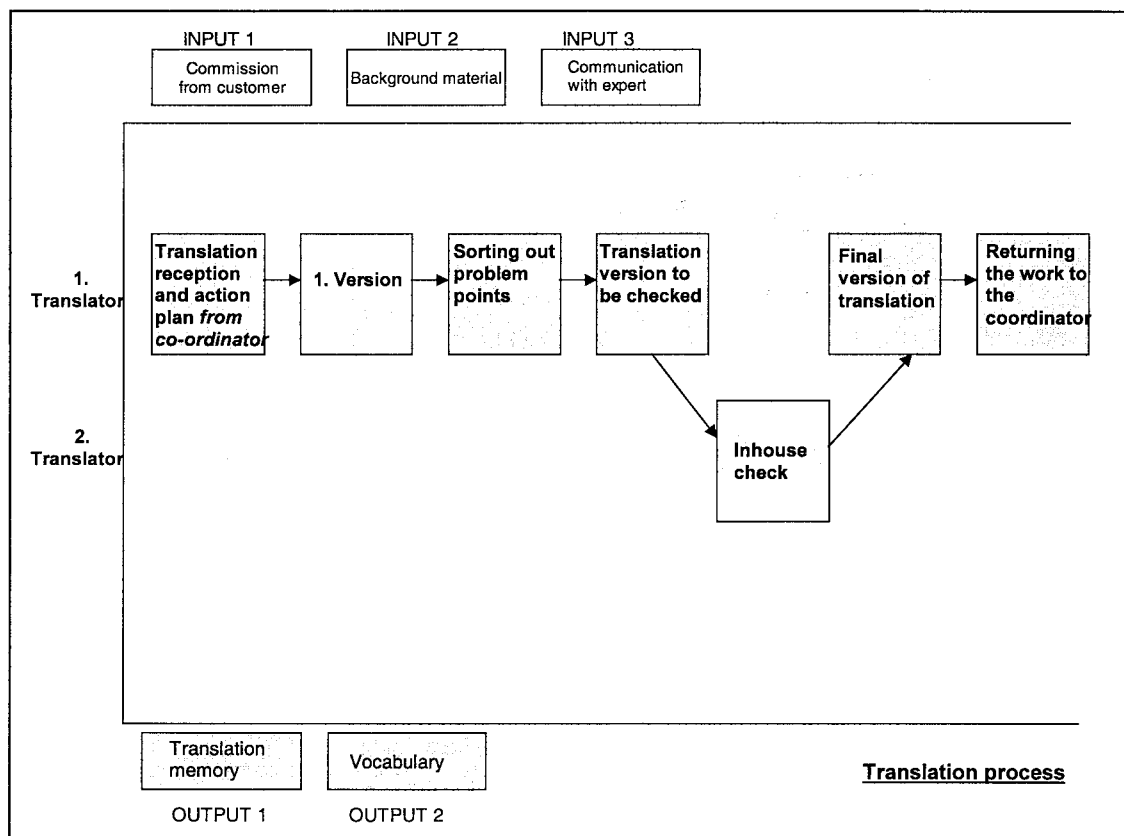 INPUT 1
INPUT 2
INPUT 3
Commission
from customer
Background material
Communication
with expert
1.
Translator
Translation
reception
and action
plan from
co-ordinator
1. Version
Sorting out
problem
points
Translation
version to
be checked
Final
version of
translation
Returning
the work to
the
coordinator
2.
Translator
Inhouse
check
Translation
memory
Vocabulary
OUTPUT 1
OUTPUT 2
Translation process